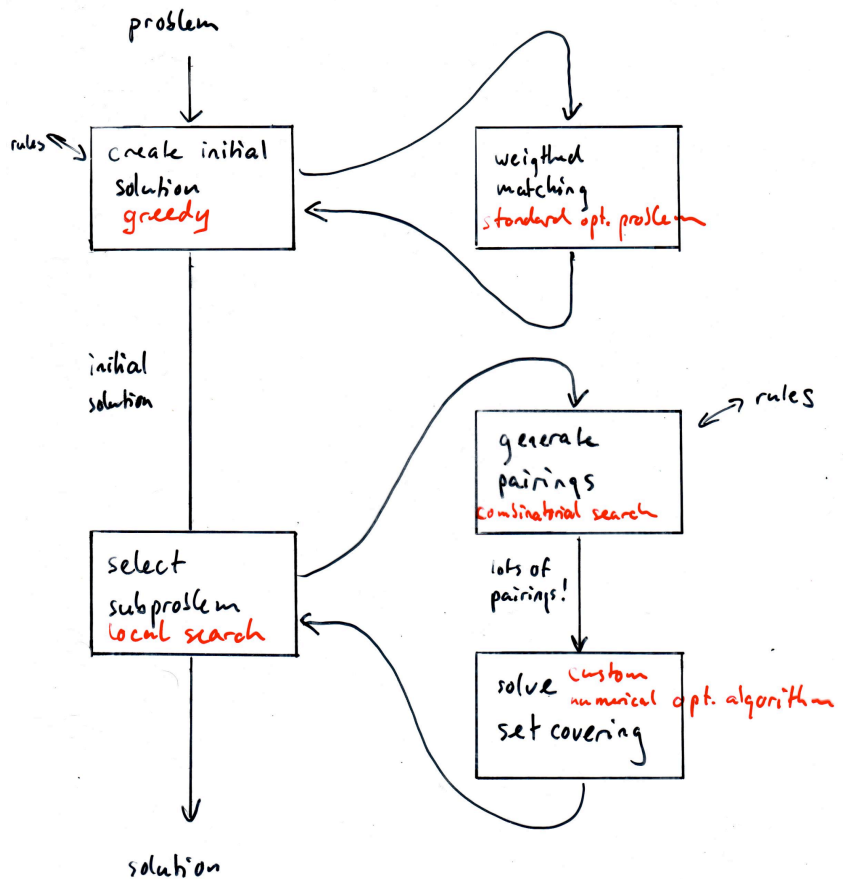 problem
rules
create initial
solution
greedy
weigthed
matching
standard opt. problem
initial
solution
generate
pairings
combinatorial search
rules
select
subproblem
local search
lots of
pairings!
solve custom
numerical opt. algorithm
set covering
solution